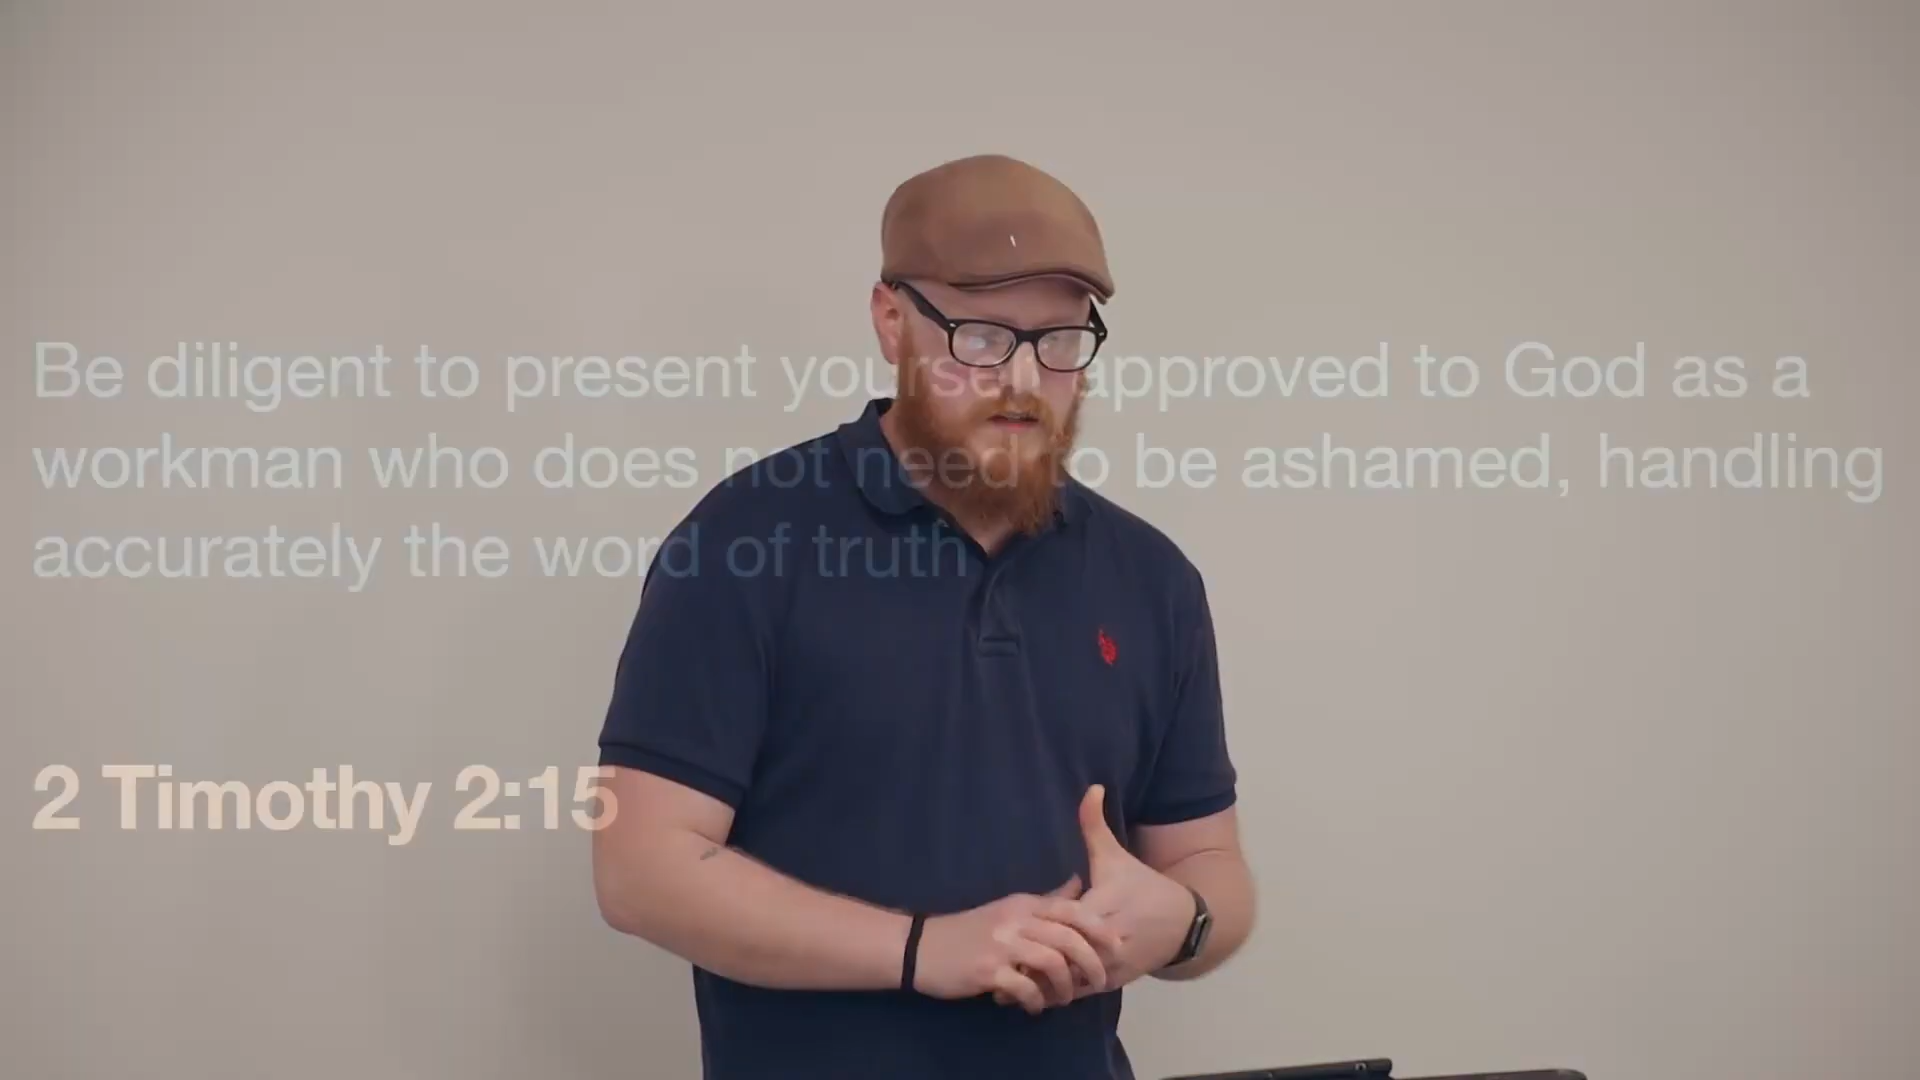 Be diligent to present yourself approved to God as a
workman who does not need to be ashamed, handling
accurately the word of truth
2 Timothy 2:15